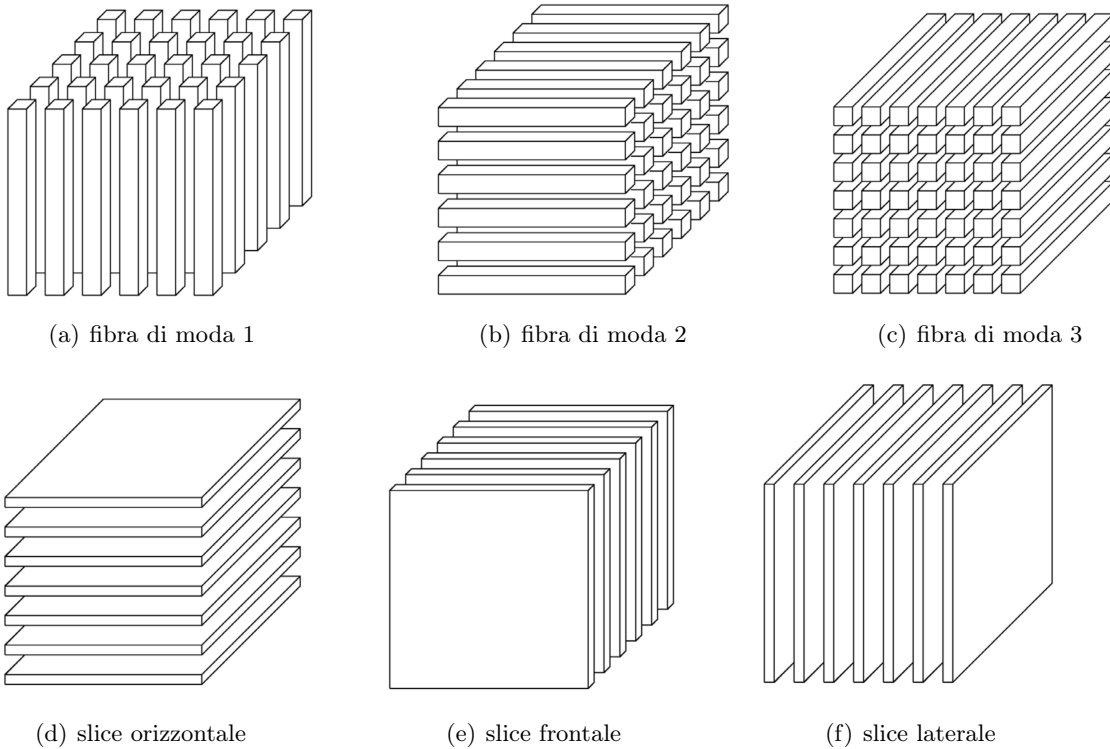 (a) fibra di moda 1
(b) fibra di moda 2
(c) fibra di moda 3
(d) slice orizzontale
(e) slice frontale
(f) slice laterale